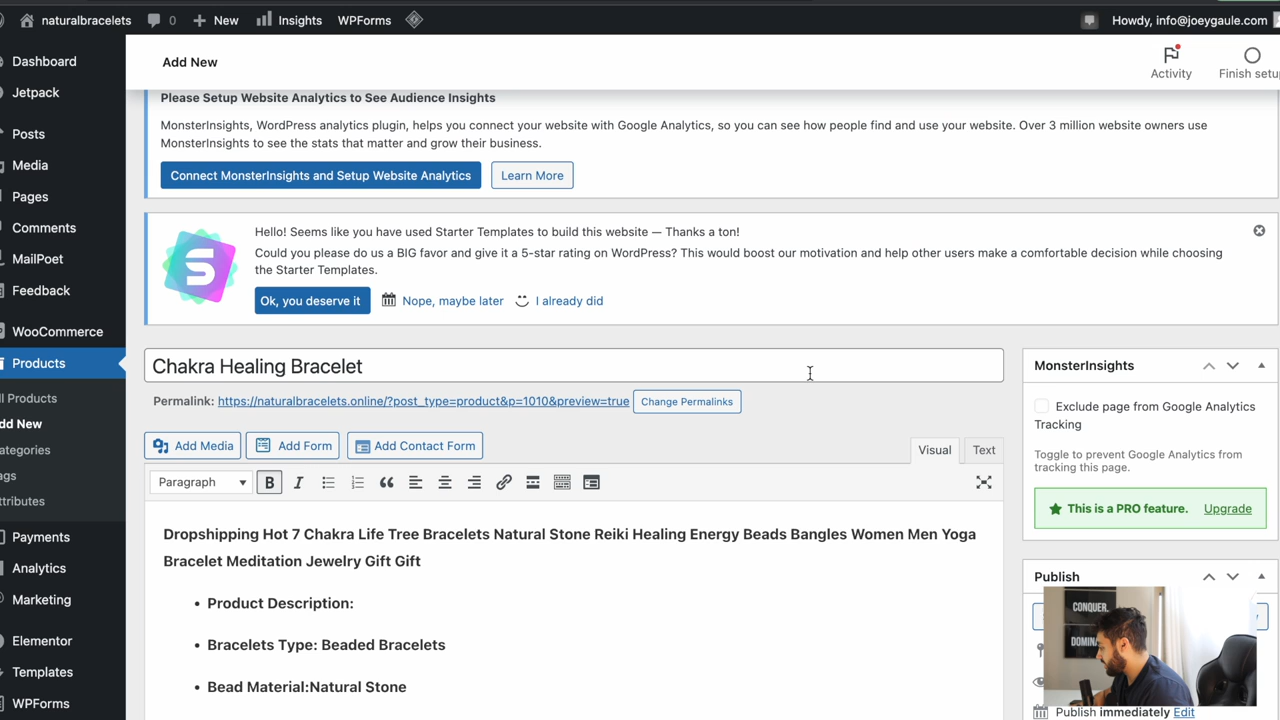 naturalbracelets 0 + New Insights WPForms Howdy, info@joeygaule.com
Dashboard
Jetpack
Posts
Media
Pages
Comments
MailPoet
Feedback
WooCommerce
Products
ll Products
dd New
ategories
ags
ttributes
Payments
Analytics
Marketing
Elementor
Templates
WPForms
Add New
Activity
Finish setu
Please Setup Website Analytics to See Audience Insights
MonsterInsights, WordPress analytics plugin, helps you connect your website with Google Analytics, so you can see how people find and use your website. Over 3 million website owners use
MonsterInsights to see the stats that matter and grow their business.
Connect MonsterInsights and Setup Website Analytics Learn More
Hello! Seems like you have used Starter Templates to build this website — Thanks a ton!
Could you please do us a BIG favor and give it a 5-star rating on WordPress? This would boost our motivation and help other users make a comfortable decision while choosing
the Starter Templates.
Ok, you deserve it Nope, maybe later I already did
Chakra Healing Bracelet
Permalink: https://naturalbracelets.online/?post_type=product&p=1010&preview=true Change Permalinks
Add Media Add Form Add Contact Form
Visual Text
Paragraph B I
Dropshipping Hot 7 Chakra Life Tree Bracelets Natural Stone Reiki Healing Energy Beads Bangles Women Men Yoga
Bracelet Meditation Jewelry Gift Gift
• Product Description:
• Bracelets Type: Beaded Bracelets
• Bead Material:Natural Stone
MonsterInsights
Exclude page from Google Analytics
Tracking
Toggle to prevent Google Analytics from
tracking this page.
This is a PRO feature. Upgrade
Publish
CONQUER.
Publish immediately Edit